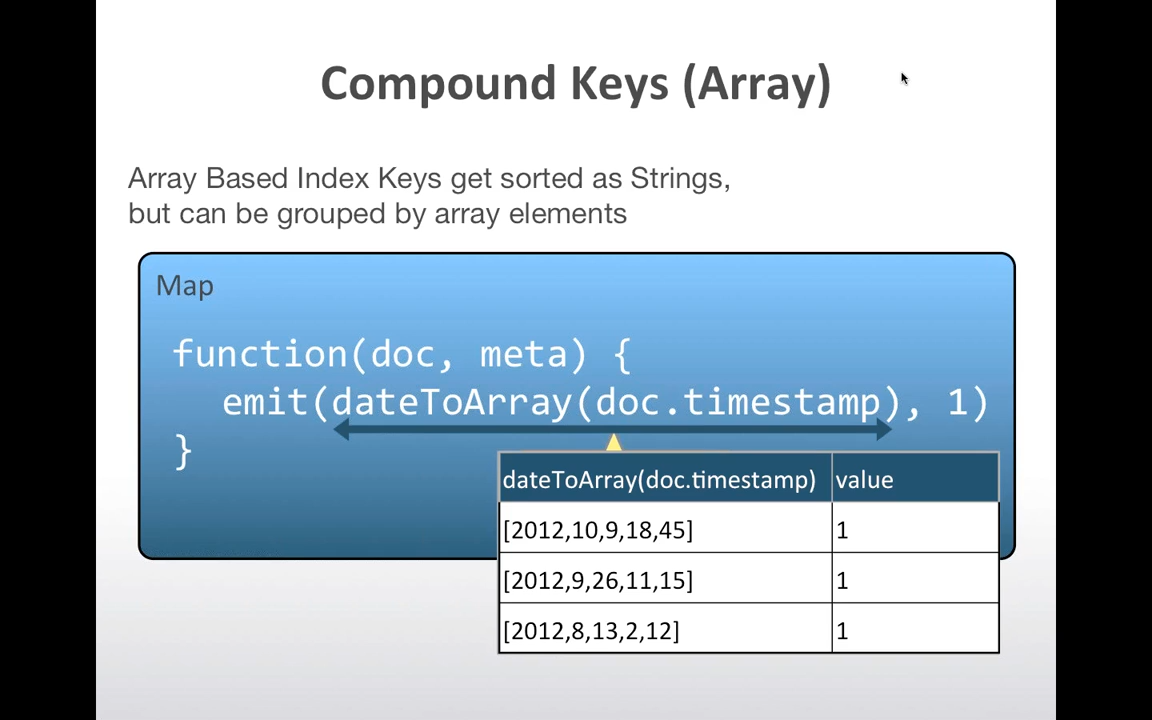 Compound Keys (Array)
Array Based Index Keys get sorted as Strings,
but can be grouped by array elements
Map
function(doc, meta) {
emit(dateToArray(doc.timestamp), 1)
}
dateToArray(doc.timestamp) value
[2012,10,9,18,45] 1
[2012,9,26,11,15] 1
[2012,8,13,2,12] 1